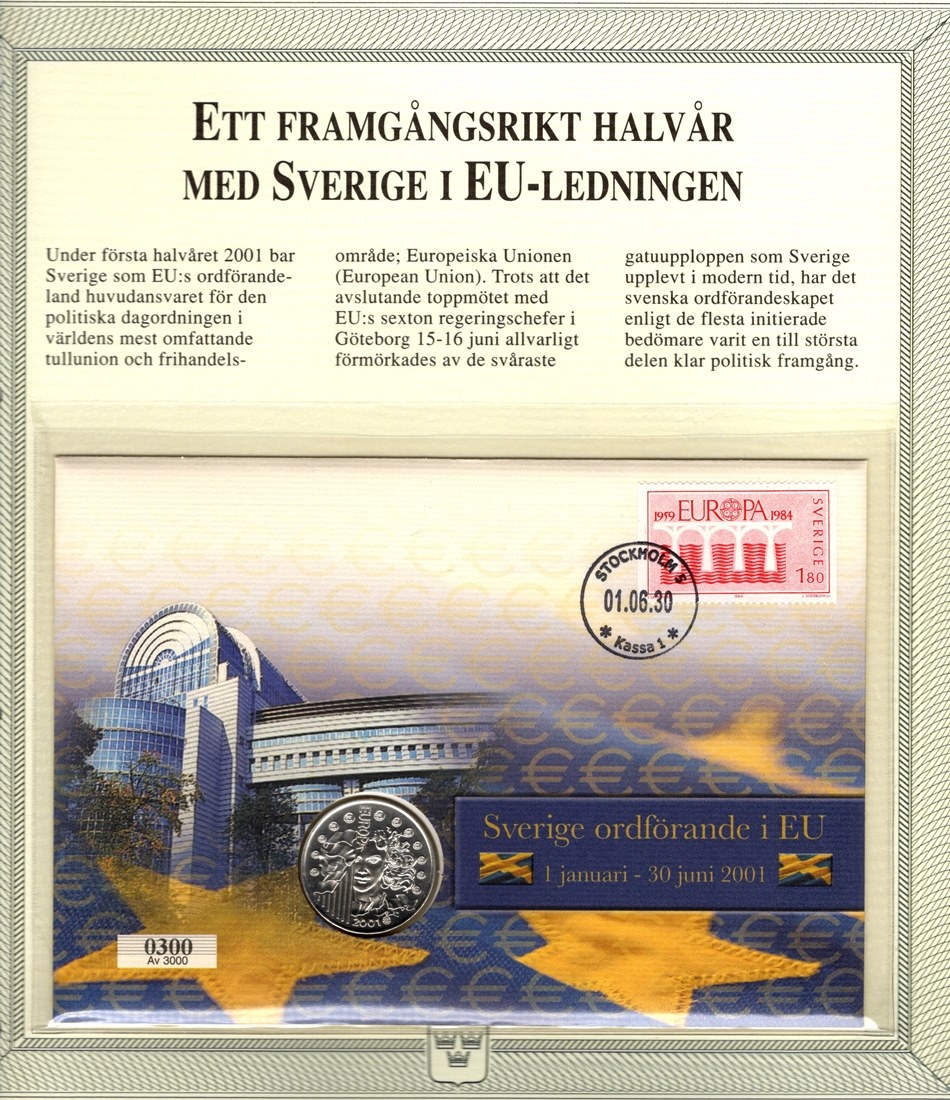 ETT FRAMGÅNGSRIKT HALVÅR
MED SVERIGE I EU-LEDNINGEN
Under första halvåret 2001 bar
Sverige som EU:s ordförande-
land huvudansvaret för den
politiska dagordningen i
världens mest omfattande
tullunion och frihandels-
område; Europeiska Unionen
(European Union). Trots att det
avslutande toppmötet med
EU:s sexton regeringschefer i
Göteborg 15-16 juni allvarligt
förmörkades av de svåraste
gatuupploppen som Sverige
upplevt i modern tid, har det
svenska ordförandeskapet
enligt de flesta initierade
bedömare varit en till största
delen klar politisk framgång.
1959 EUROPA 1984
SVERIGE
1 80
STOCKHOLM 5
01.06.30
* Kassa 1 *
EUROPA
2001
Sverige ordförande i EU
1 januari - 30 juni 2001
0300
Av 3000